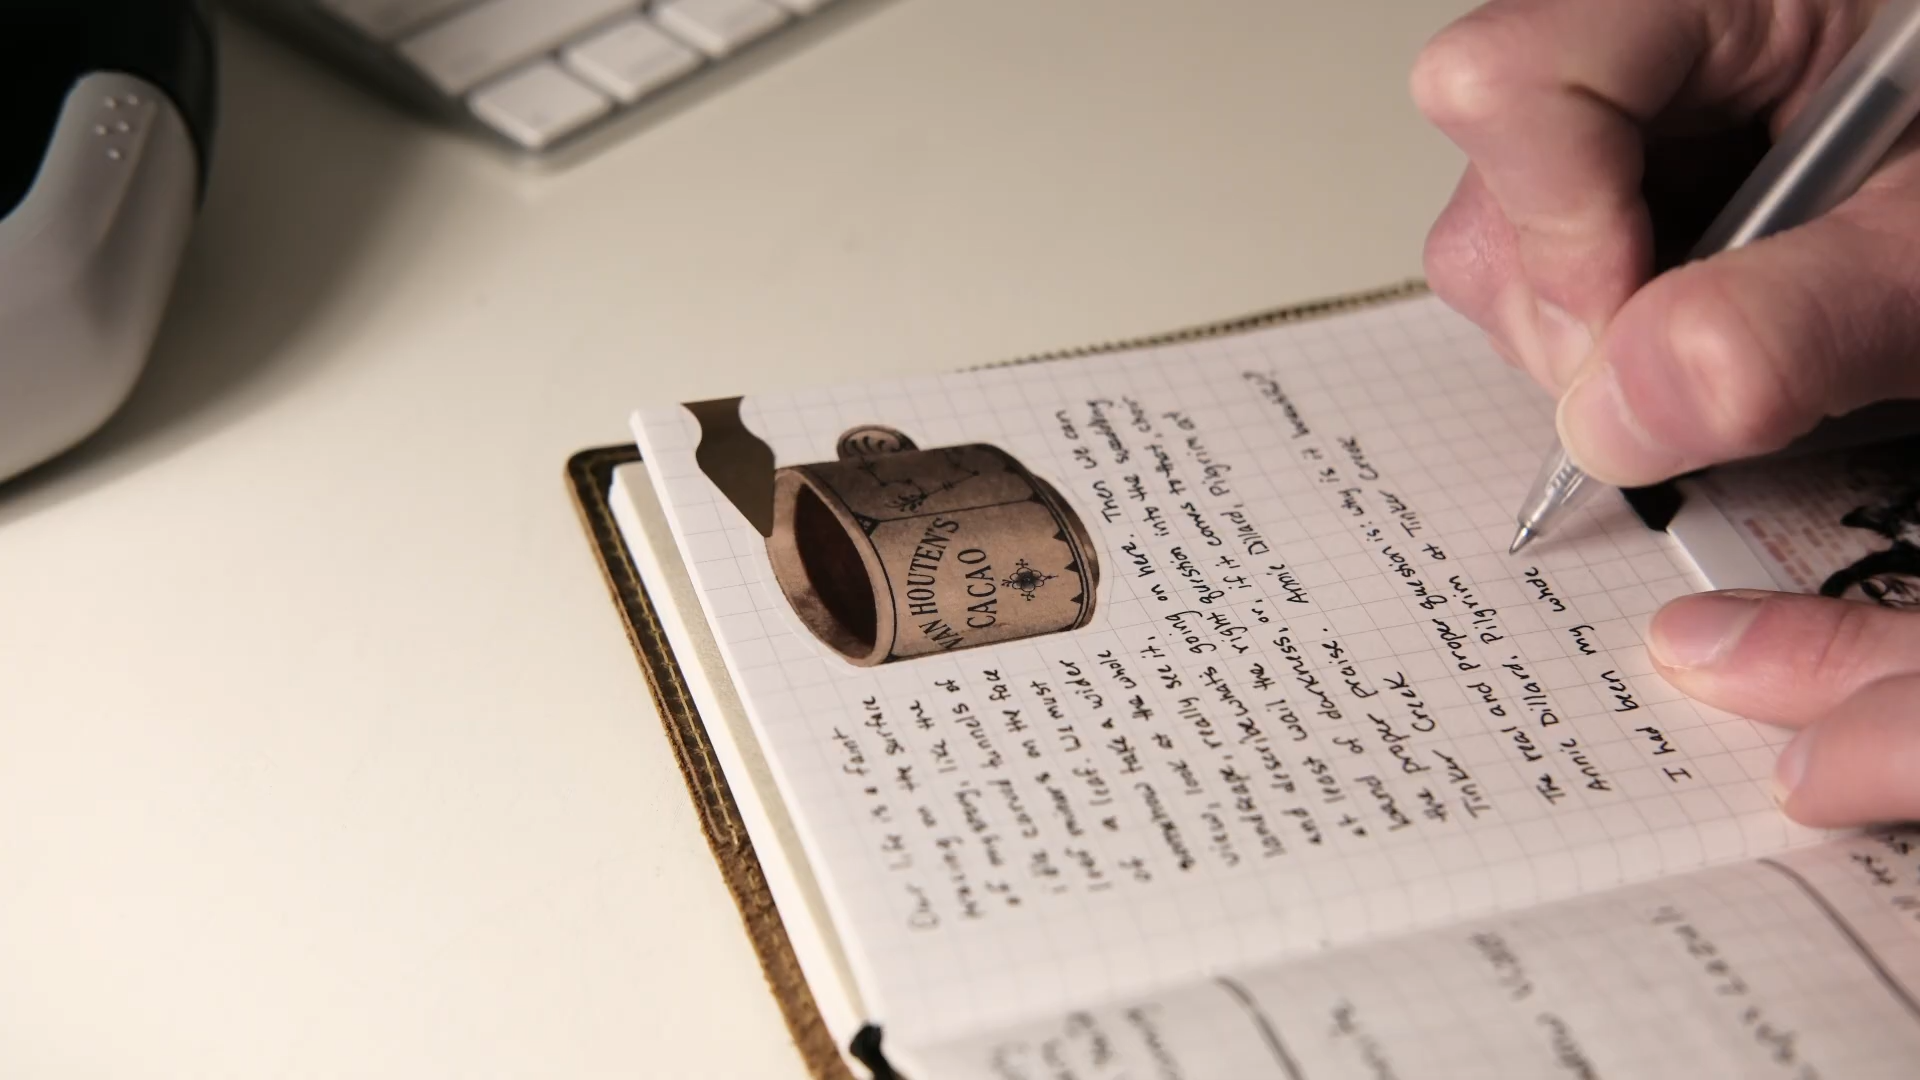 VAN HOUTEN'S
CACAO
Our life is a faint
tracing on the surface
of mystery, like the
idle curved tunnels of
leaf miners on the face
of a leaf. We must
somehow take a wider
view, look at the whole
landscape, really see it,
and describe what's going on here. Then we can
at least wail the right question into the swaddling
band of darkness, or, if it comes to that, choir
the proper praise. Annie Dillard, Pilgrim at
Tinker Creek
The real and proper question is: why is it beautiful?
Annie Dillard, Pilgrim at Tinker Creek
I had been my whole